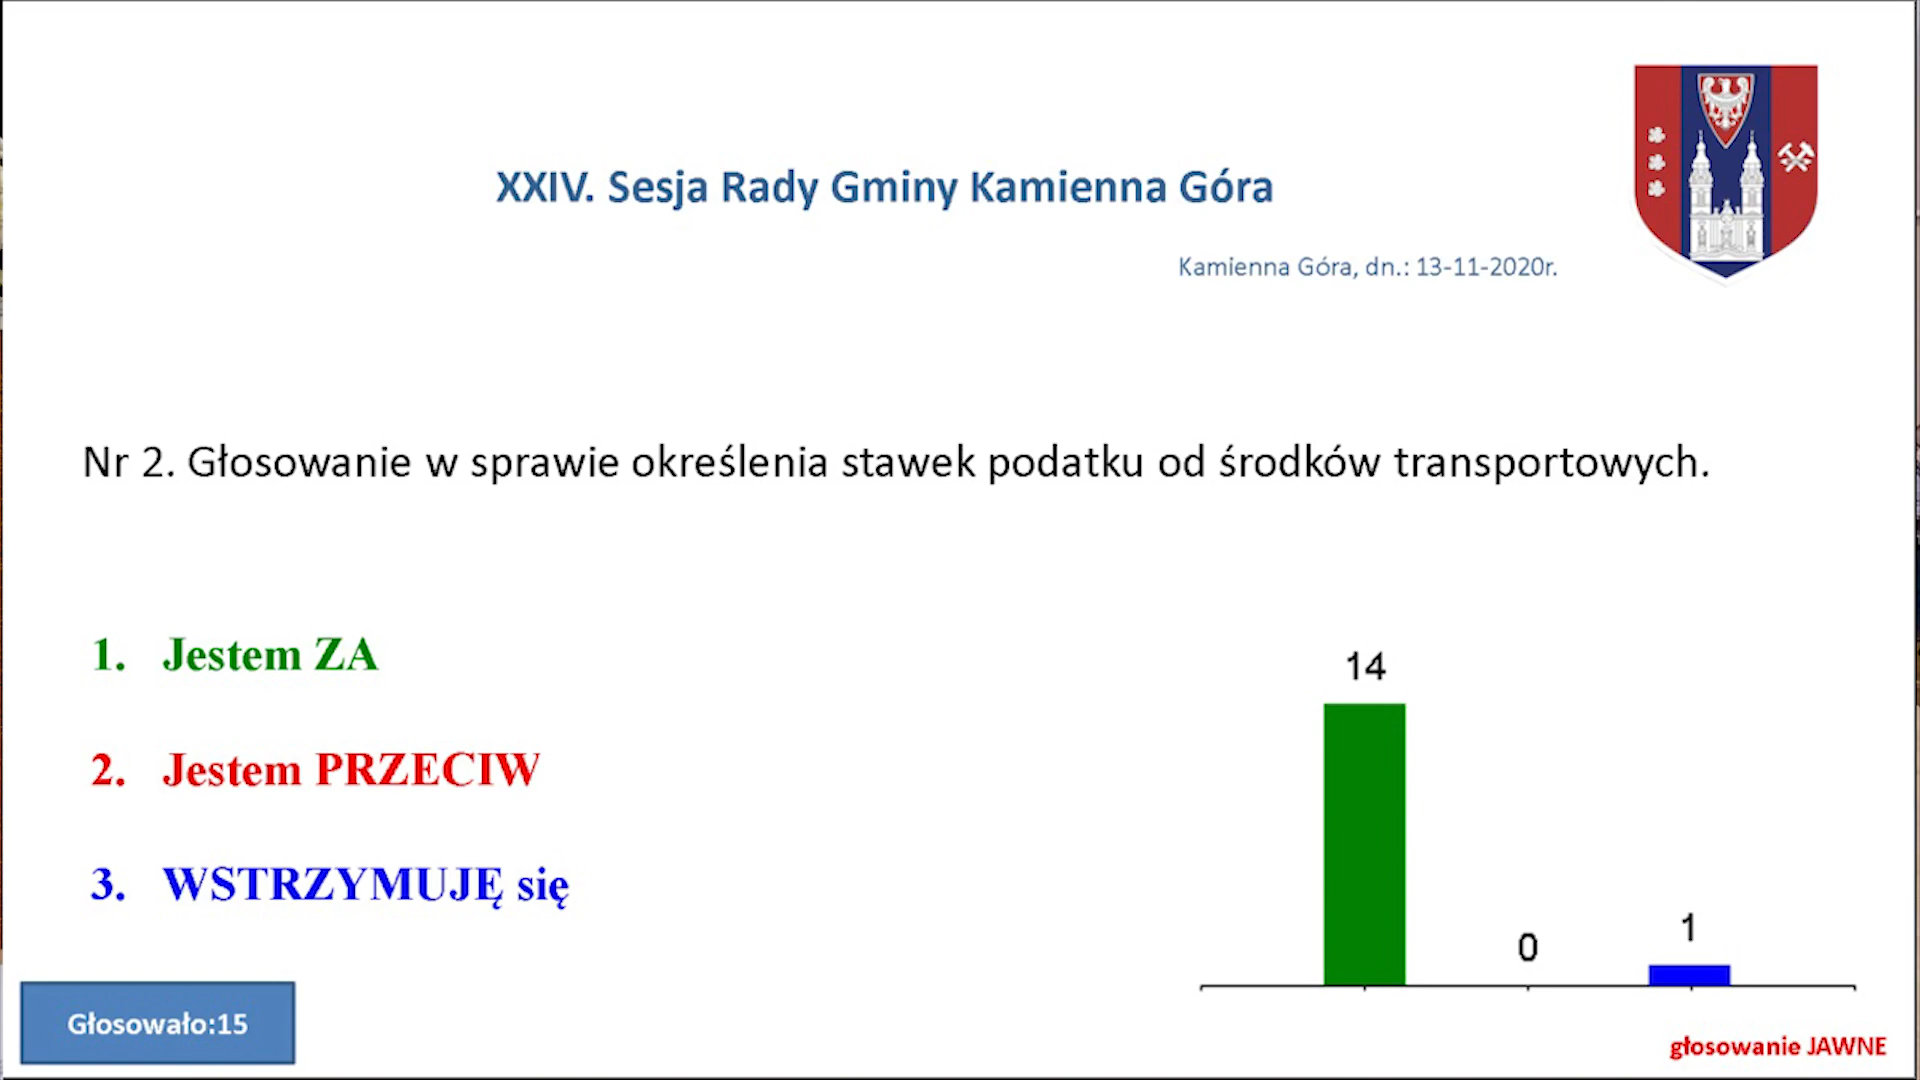 XXIV. Sesja Rady Gminy Kamienna Góra
Kamienna Góra, dn.: 13-11-2020r.
Nr 2. Głosowanie w sprawie określenia stawek podatku od środków transportowych.
1. Jestem ZA
2. Jestem PRZECIW
3. WSTRZYMUJĘ się
14
0
1
Głosowało:15
głosowanie JAWNE